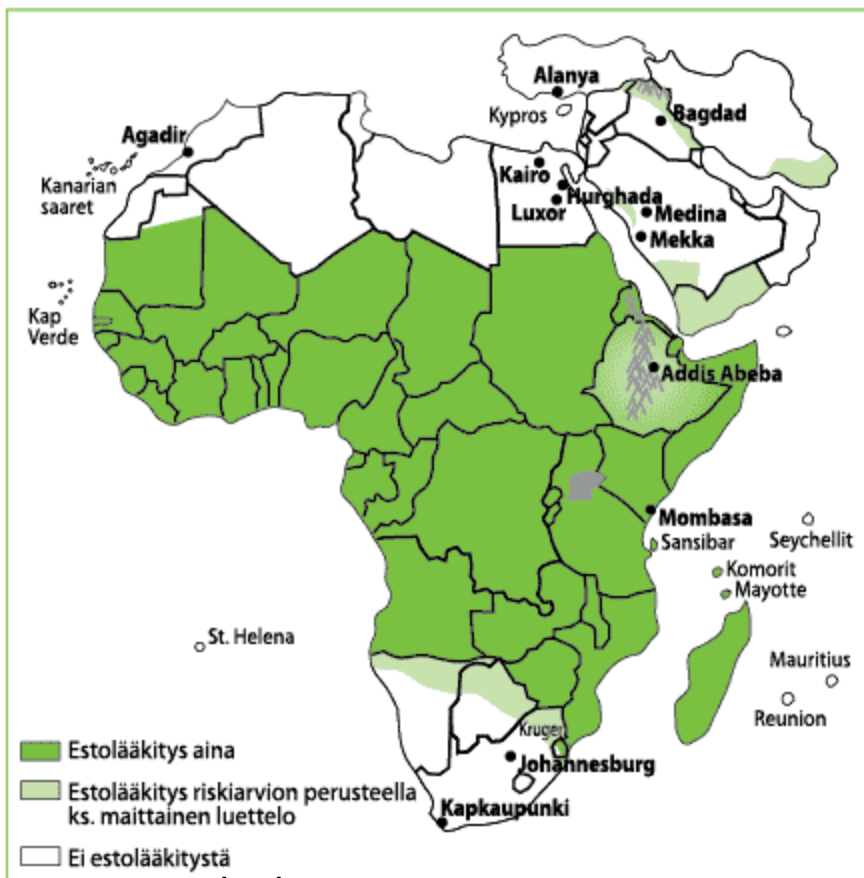 Alanya
Kypros
Bagdad
Agadir
Kanarian
saaret
Kairo
Hurghada
Luxor
Medina
Mekka
Kap
Verde
Addis Abeba
Mombasa
Sansibar
Seychellit
Komorit
Mayotte
St. Helena
Mauritius
Reunion
Kruger
Johannesburg
Kapkaupunki
Estolääkitys aina
Estolääkitys riskiarvion perusteella
ks. maittainen luettelo
Ei estolääkitystä